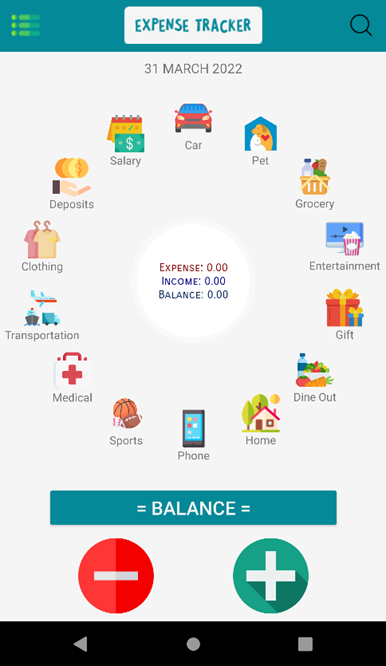 EXPENSE TRACKER
31 MARCH 2022
Car
Salary
Pet
Deposits
Grocery
Clothing
Entertainment
Expense: 0.00
Income: 0.00
Balance: 0.00
Transportation
Gift
Medical
Dine Out
Sports
Home
Phone
= BALANCE =